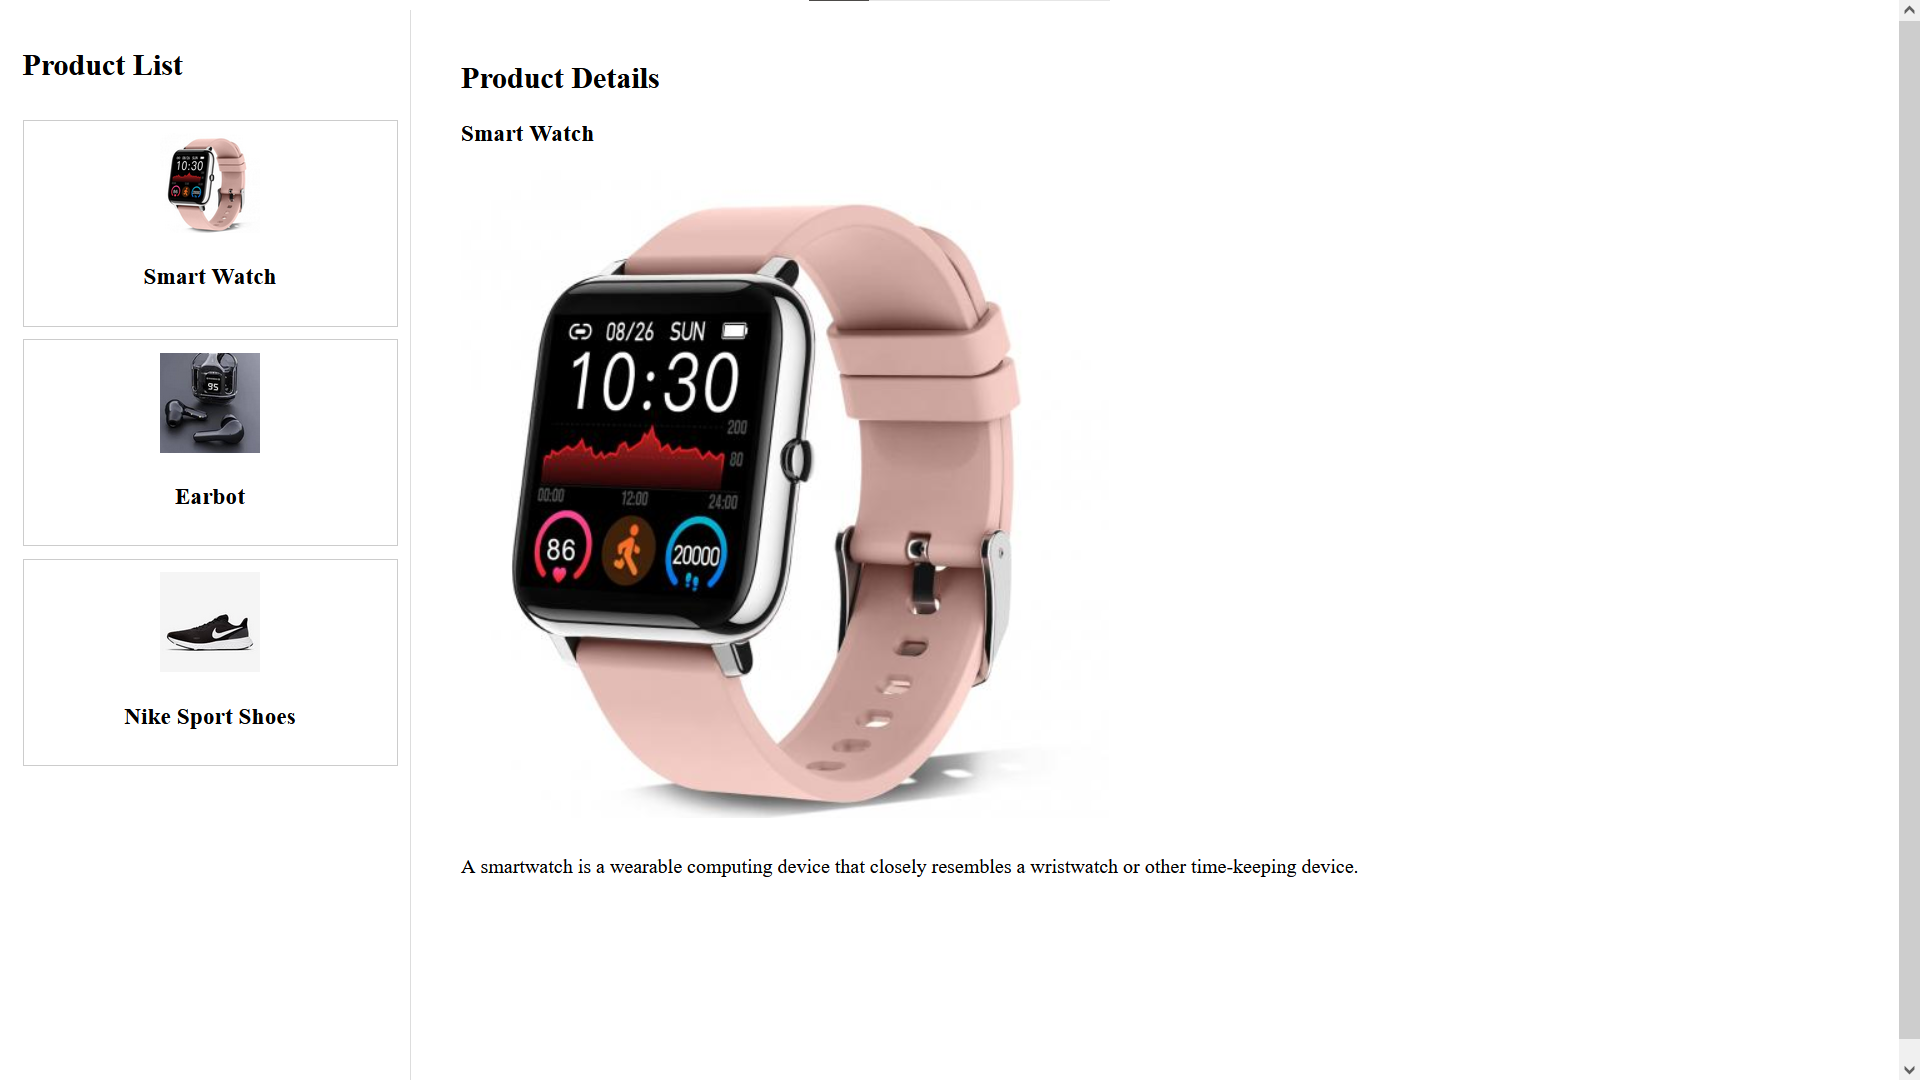 Product List
Smart Watch
95
Earbot
Nike Sport Shoes
Product Details
Smart Watch
08/26 SUN
10:30
200
80
00:00 12:00 24:00
86 20000
A smartwatch is a wearable computing device that closely resembles a wristwatch or other time-keeping device.